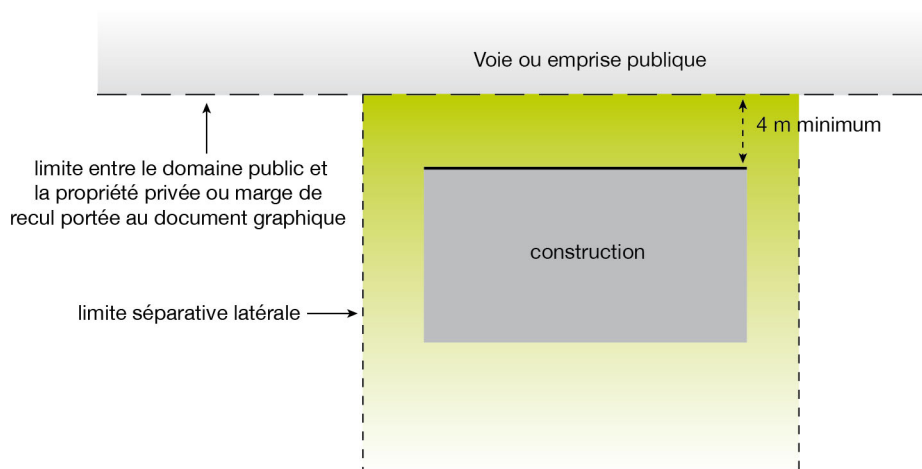 Voie ou emprise publique
4 m minimum
limite entre le domaine public et
la propriété privée ou marge de
recul portée au document graphique
construction
limite séparative latérale